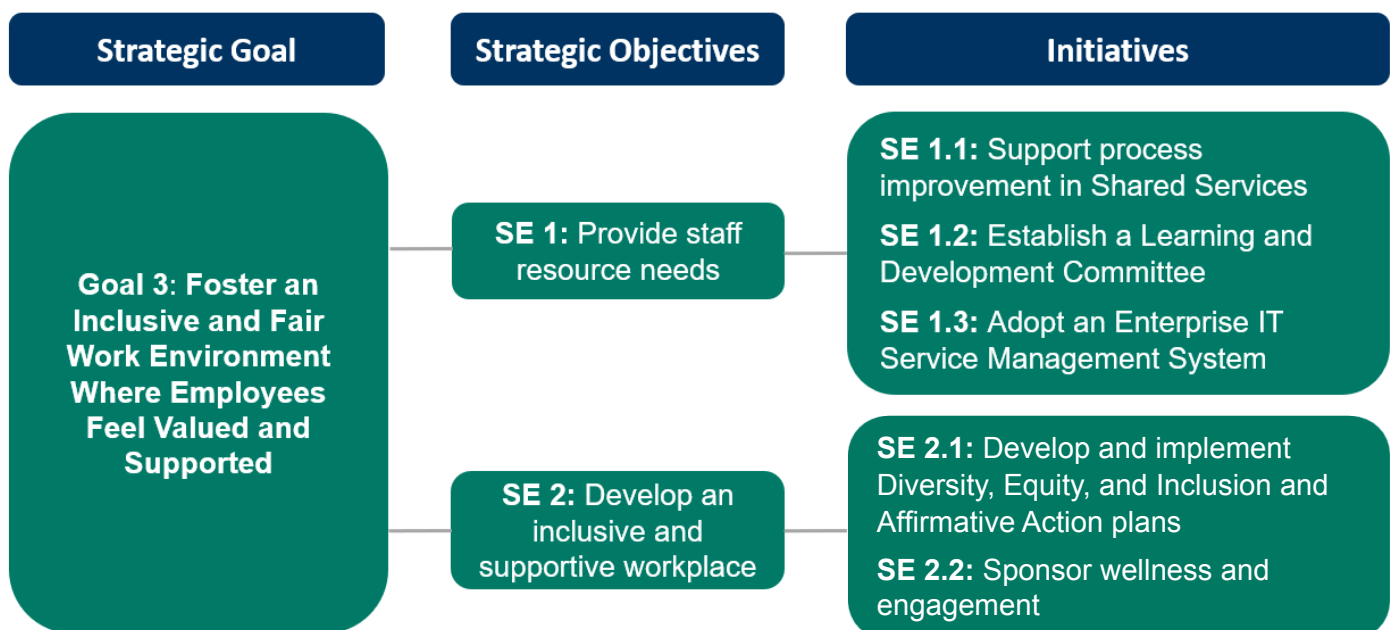 Strategic Goal
Strategic Objectives
Initiatives
Goal 3: Foster an
Inclusive and Fair
Work Environment
Where Employees
Feel Valued and
Supported
SE 1: Provide staff
resource needs
SE 1.1: Support process
improvement in Shared Services
SE 1.2: Establish a Learning and
Development Committee
SE 1.3: Adopt an Enterprise IT
Service Management System
SE 2: Develop an
inclusive and
supportive workplace
SE 2.1: Develop and implement
Diversity, Equity, and Inclusion and
Affirmative Action plans
SE 2.2: Sponsor wellness and
engagement